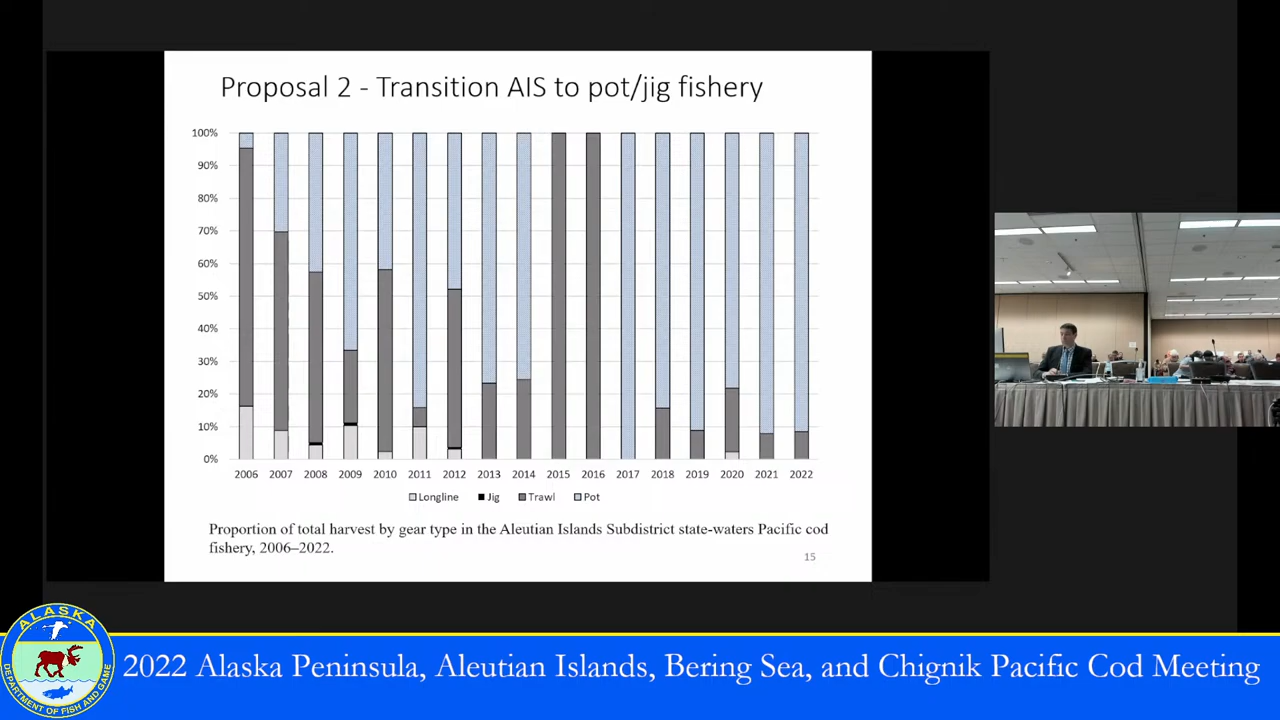 Proposal 2 - Transition AIS to pot/jig fishery
100%
90%
80%
70%
60%
50%
40%
30%
20%
10%
0%
2006 2007 2008 2009 2010 2011 2012 2013 2014 2015 2016 2017 2018 2019 2020 2021 2022
Longline Jig Trawl Pot
Proportion of total harvest by gear type in the Aleutian Islands Subdistrict state-waters Pacific cod
fishery, 2006–2022.
15
ALASKA
DEPARTMENT OF FISH AND GAME
2022 Alaska Peninsula, Aleutian Islands, Bering Sea, and Chignik Pacific Cod Meeting